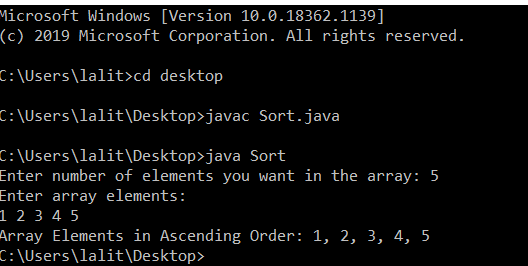 Microsoft Windows [Version 10.0.18362.1139]
(c) 2019 Microsoft Corporation. All rights reserved.
C:\Users\lalit>cd desktop
C:\Users\lalit\Desktop>javac Sort.java
C:\Users\lalit\Desktop>java Sort
Enter number of elements you want in the array: 5
Enter array elements:
1 2 3 4 5
Array Elements in Ascending Order: 1, 2, 3, 4, 5
C:\Users\lalit\Desktop>